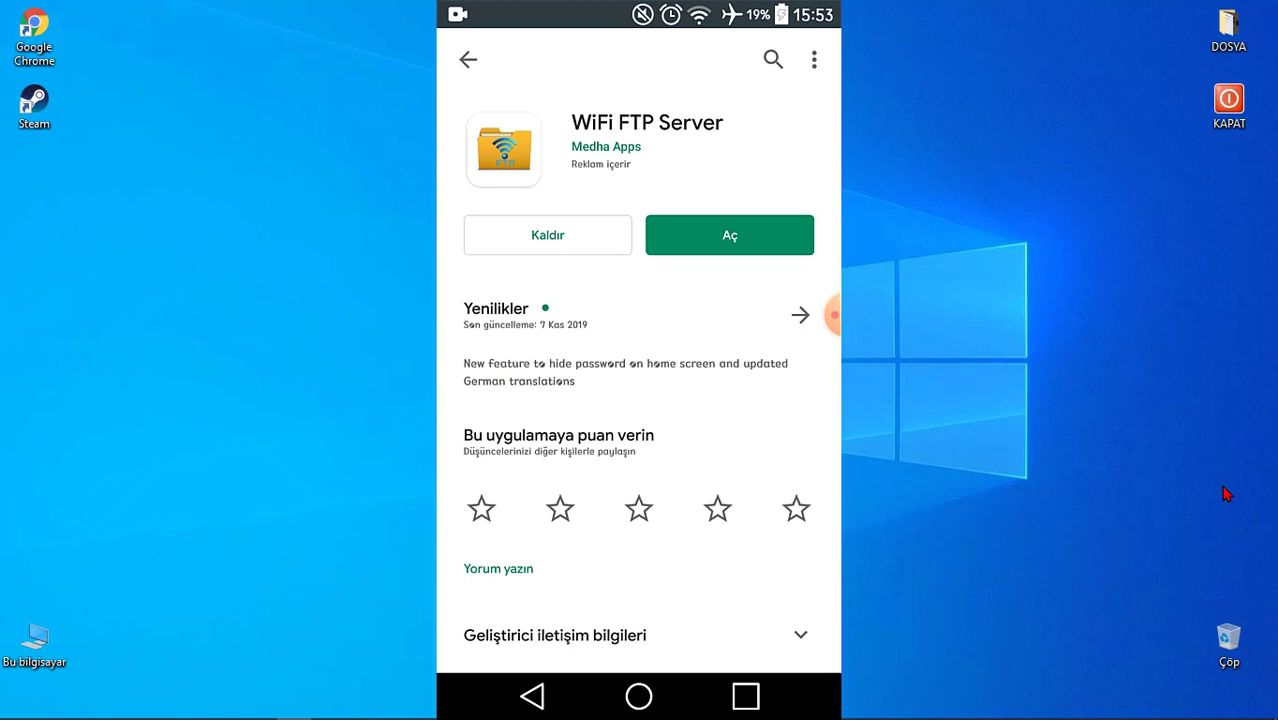 Google
Chrome
Steam
Bu bilgisayar
19% 15:53
WiFi FTP Server
Medha Apps
Reklam içerir
FTP
Kaldır
Aç
Yenilikler
Son güncelleme: 7 Kas 2019
New feature to hide password on home screen and updated
German translations
Bu uygulamaya puan verin
Düşüncelerinizi diğer kişilerle paylaşın
Yorum yazın
Geliştirici iletişim bilgileri
DOSYA
KAPAT
Çöp